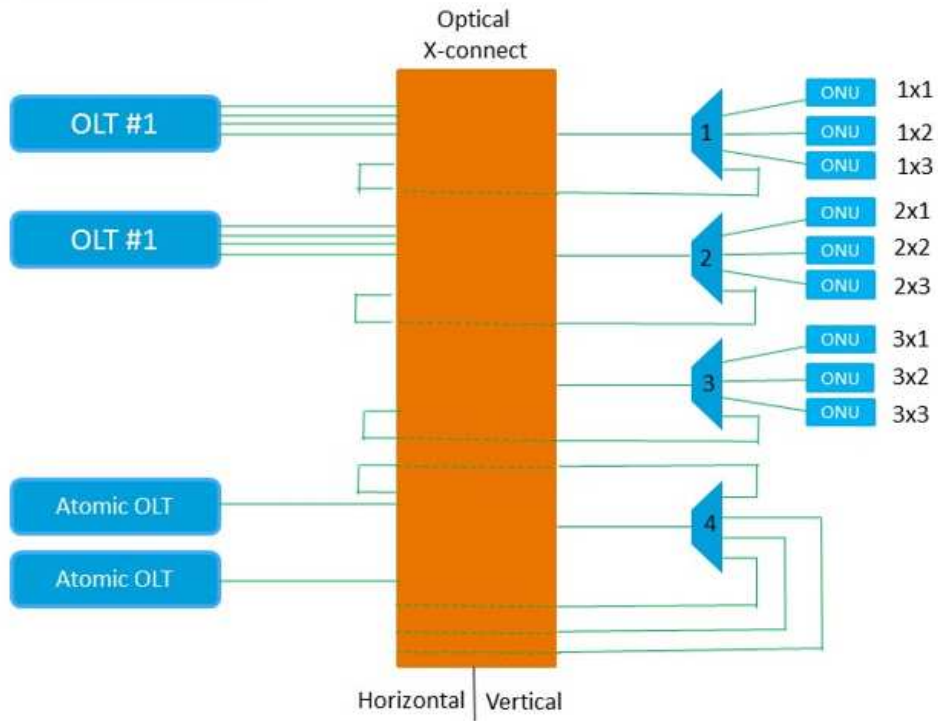 Optical
X-connect
OLT #1
1
ONU 1x1
ONU 1x2
ONU 1x3
OLT #1
2
ONU 2x1
ONU 2x2
ONU 2x3
3
ONU 3x1
ONU 3x2
ONU 3x3
Atomic OLT
4
Atomic OLT
Horizontal Vertical